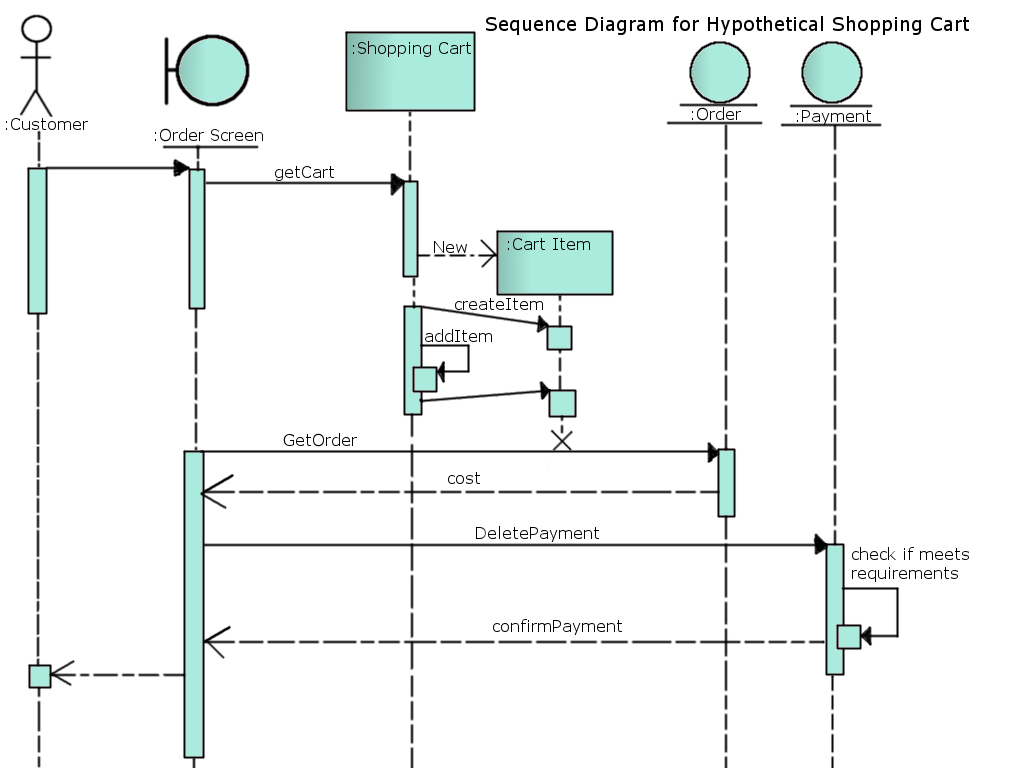 Sequence Diagram for Hypothetical Shopping Cart
:Customer
:Order Screen
:Shopping Cart
:Order
:Payment
getCart
New
:Cart Item
createItem
addItem
GetOrder
cost
DeletePayment
check if meets
requirements
confirmPayment